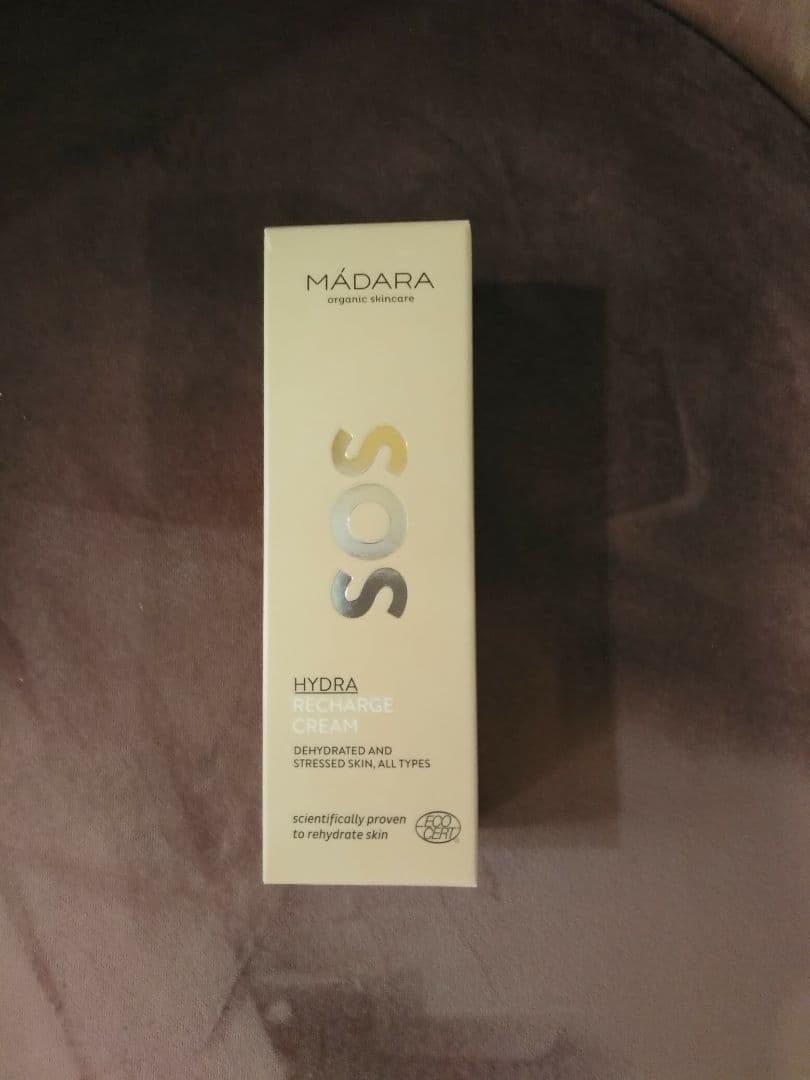 MÁDARA
organic skincare
SOS
HYDRA
RECHARGE
CREAM
DEHYDRATED AND
STRESSED SKIN, ALL TYPES
scientifically proven
to rehydrate skin
ECO
CERT